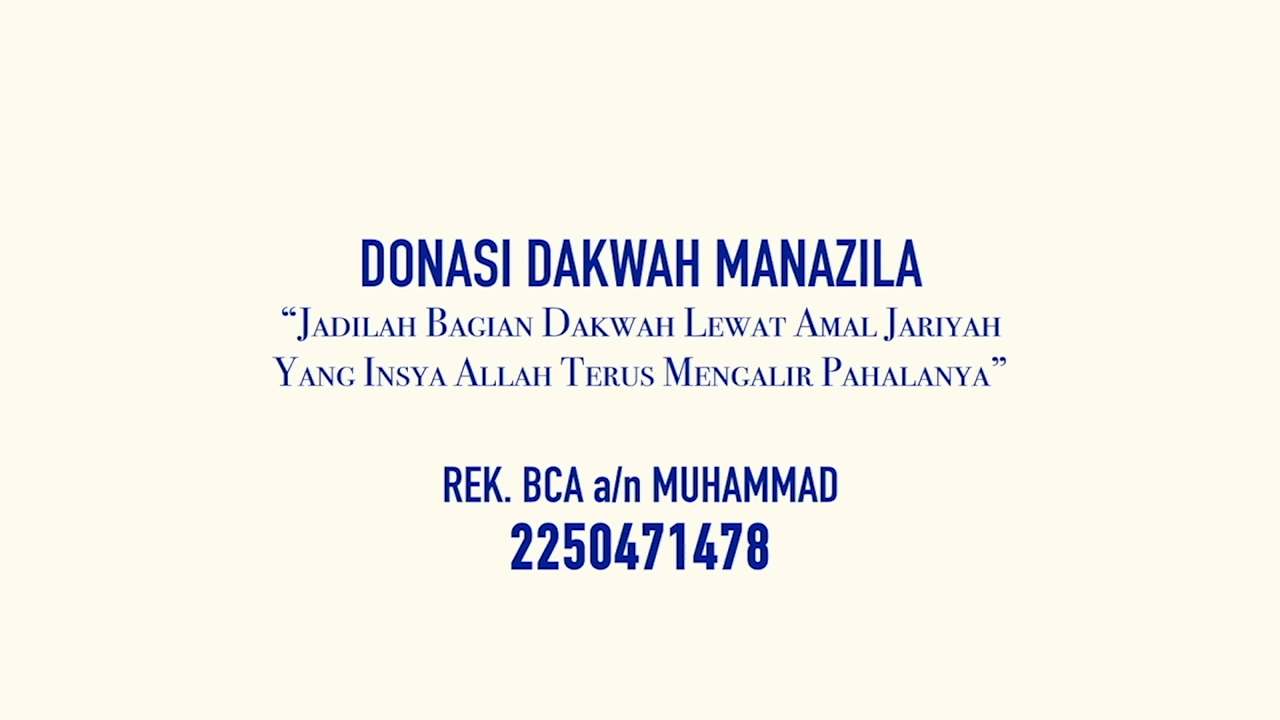 DONASI DAKWAH MANAZILA
“Jadilah Bagian Dakwah Lewat Amal Jariyah
Yang Insya Allah Terus Mengalir Pahalanya”
REK. BCA a/n MUHAMMAD
2250471478